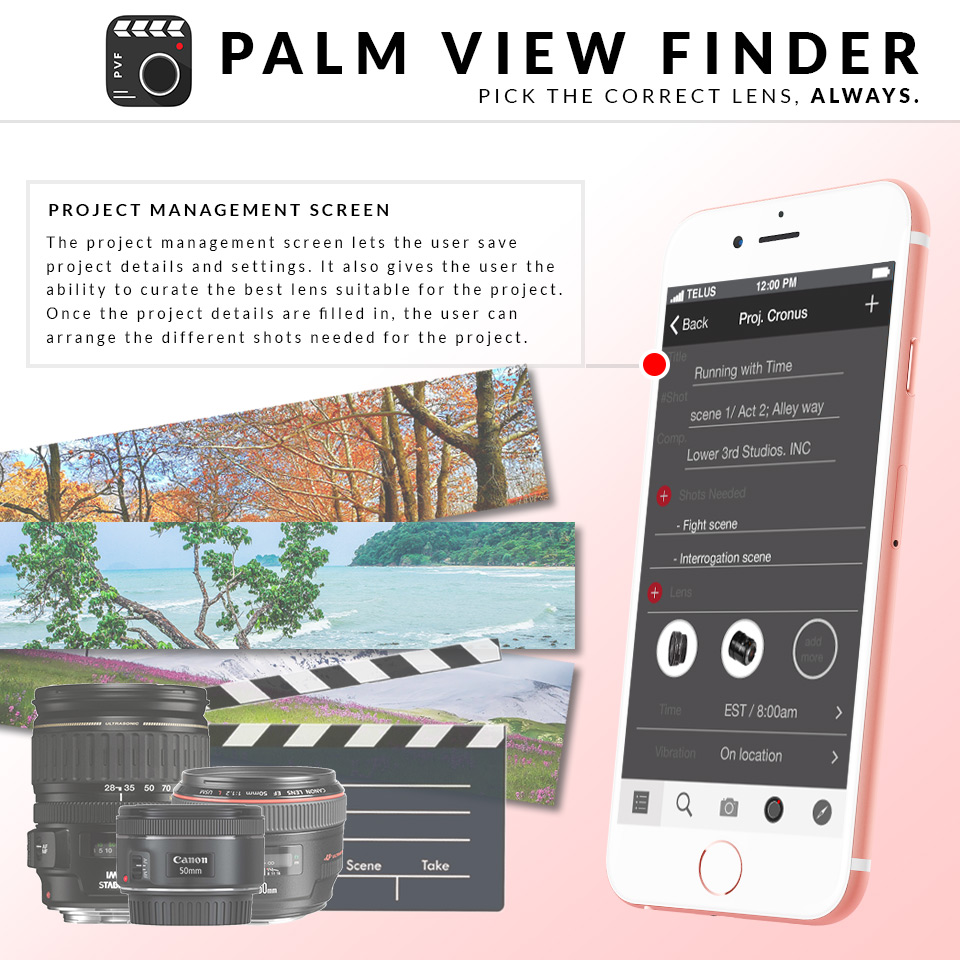 PVF
PALM VIEW FINDER
PICK THE CORRECT LENS, ALWAYS.
PROJECT MANAGEMENT SCREEN
The project management screen lets the user save
project details and settings. It also gives the user the
ability to curate the best lens suitable for the project.
Once the project details are filled in, the user can
arrange the different shots needed for the project.
TELUS 12:00 PM
Back Proj. Cronus +
Title
Running with Time
#Shot
scene 1/ Act 2; Alley way
Comp.
Lower 3rd Studios. INC
Shots Needed
- Fight scene
- Interrogation scene
Lens
add
more
Time EST / 8:00am
Vibration On location
ULTRASONIC
28 35 50 70
CANON LENS EF 50mm 1:1.2 L USM
AF
MF
Canon
50mm
Scene Take